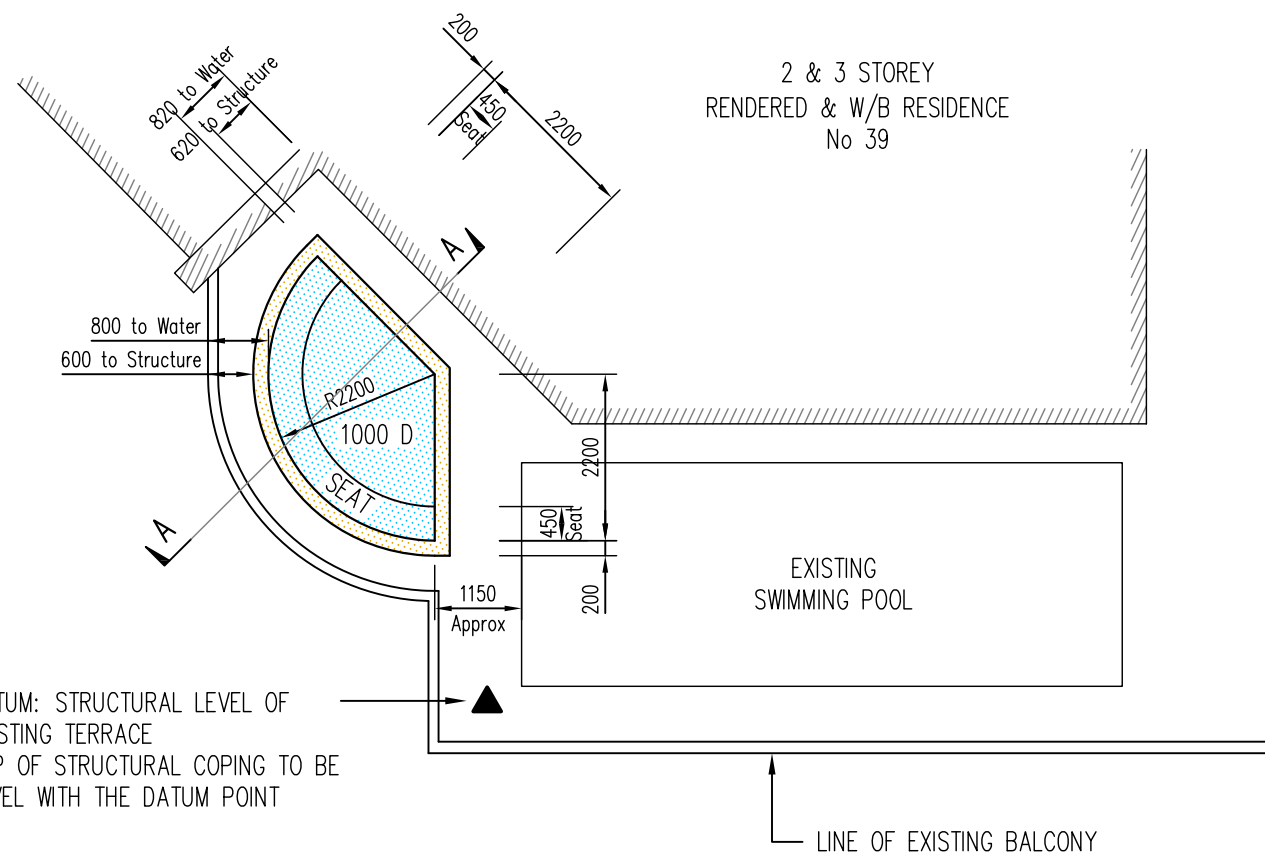 200
2 & 3 STOREY
RENDERED & W/B RESIDENCE
No 39
820 to Water
620 to Structure
450
Seat
2200
A
800 to Water
600 to Structure
R2200
1000 D
SEAT
A
2200
450
Seat
200
1150
Approx
EXISTING
SWIMMING POOL
TUM: STRUCTURAL LEVEL OF
STING TERRACE
P OF STRUCTURAL COPING TO BE
VEL WITH THE DATUM POINT
LINE OF EXISTING BALCONY